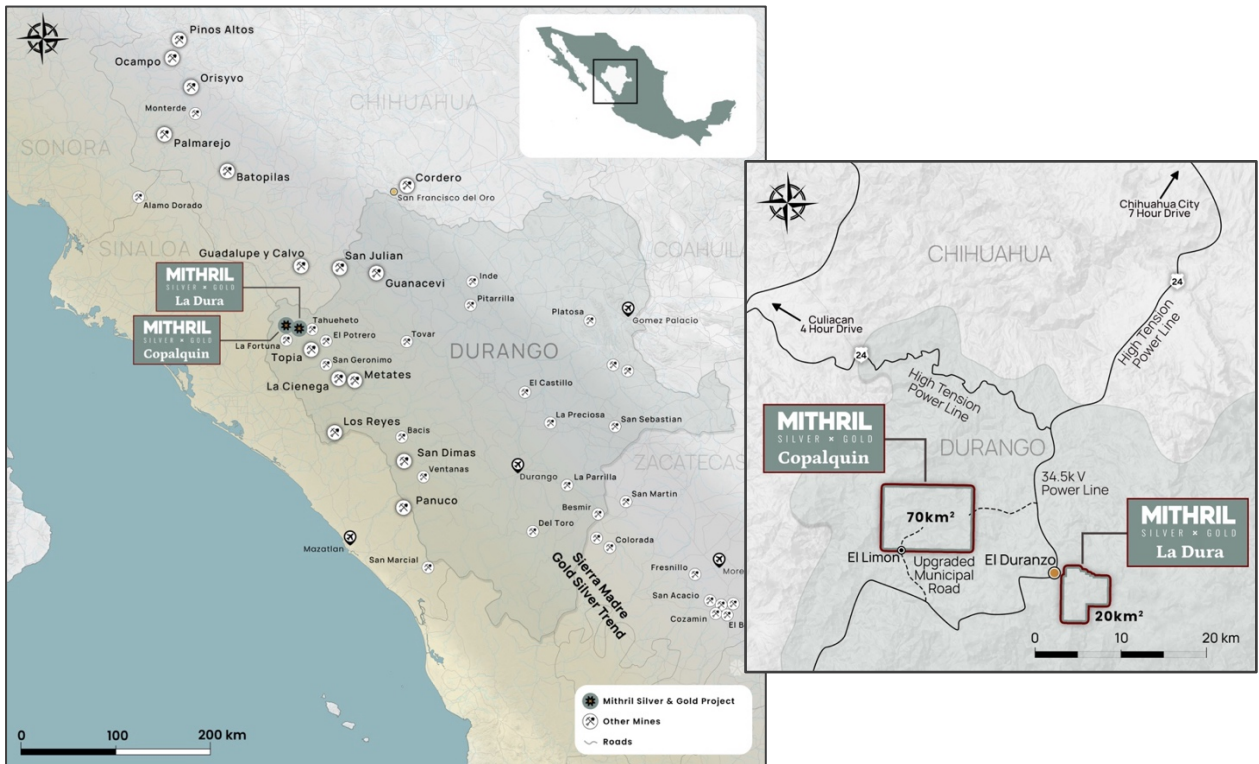 Pinos Altos
Ocampo
Orisyvo
Monterde
CHIHUAHUA
SONORA
Palmarejo
Batopilas
Cordero
San Francisco del Oro
Alamo Dorado
SINALOA
COAHUILA
Guadalupe y Calvo
San Julian
Guanacevi
MITHRIL
SILVER × GOLD
La Dura
Inde
Pitarrilla
Platosa
Gomez Palacio
MITHRIL
SILVER × GOLD
Copalquin
Tahueheto
La Fortuna
El Potrero
Tovar
Topia
San Geronimo
DURANGO
La Cienega
Metates
El Castillo
La Preciosa
San Sebastian
Los Reyes
Bacis
San Dimas
Ventanas
ZACATECAS
Durango
La Parrilla
San Martin
Panuco
Besmir
Del Toro
Colorada
Mazatlan
San Marcial
Sierra Madre
Gold Silver Trend
Fresnillo
More
San Acacio
Cozamin
El B
Mithril Silver & Gold Project
Other Mines
Roads
0 100 200 km
Chihuahua City
7 Hour Drive
CHIHUAHUA
24
Culiacan
4 Hour Drive
24
High Tension
Power Line
High Tension
Power Line
MITHRIL
SILVER × GOLD
Copalquin
DURANGO
34.5k V
Power Line
70km²
MITHRIL
SILVER × GOLD
La Dura
El Limon
Upgraded
Municipal
Road
El Duranzo
20km²
0 10 20 km